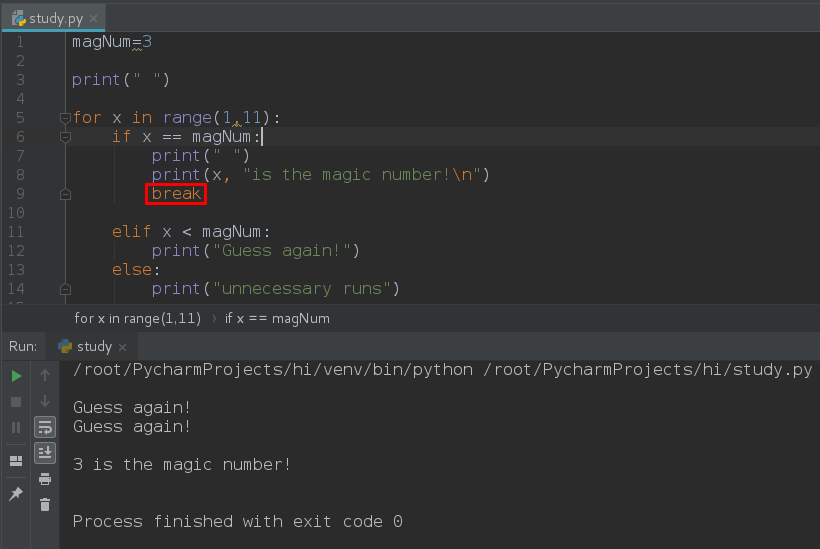 study.py ×
1 magNum=3
2
3 print(" ")
4
5 for x in range(1,11):
6 if x == magNum:
7 print(" ")
8 print(x, "is the magic number!\n")
9 break
10
11 elif x < magNum:
12 print("Guess again!")
13 else:
14 print("unnecessary runs")
for x in range(1,11) › if x == magNum
Run: study ×
/root/PycharmProjects/hi/venv/bin/python /root/PycharmProjects/hi/study.py
Guess again!
Guess again!
3 is the magic number!
Process finished with exit code 0